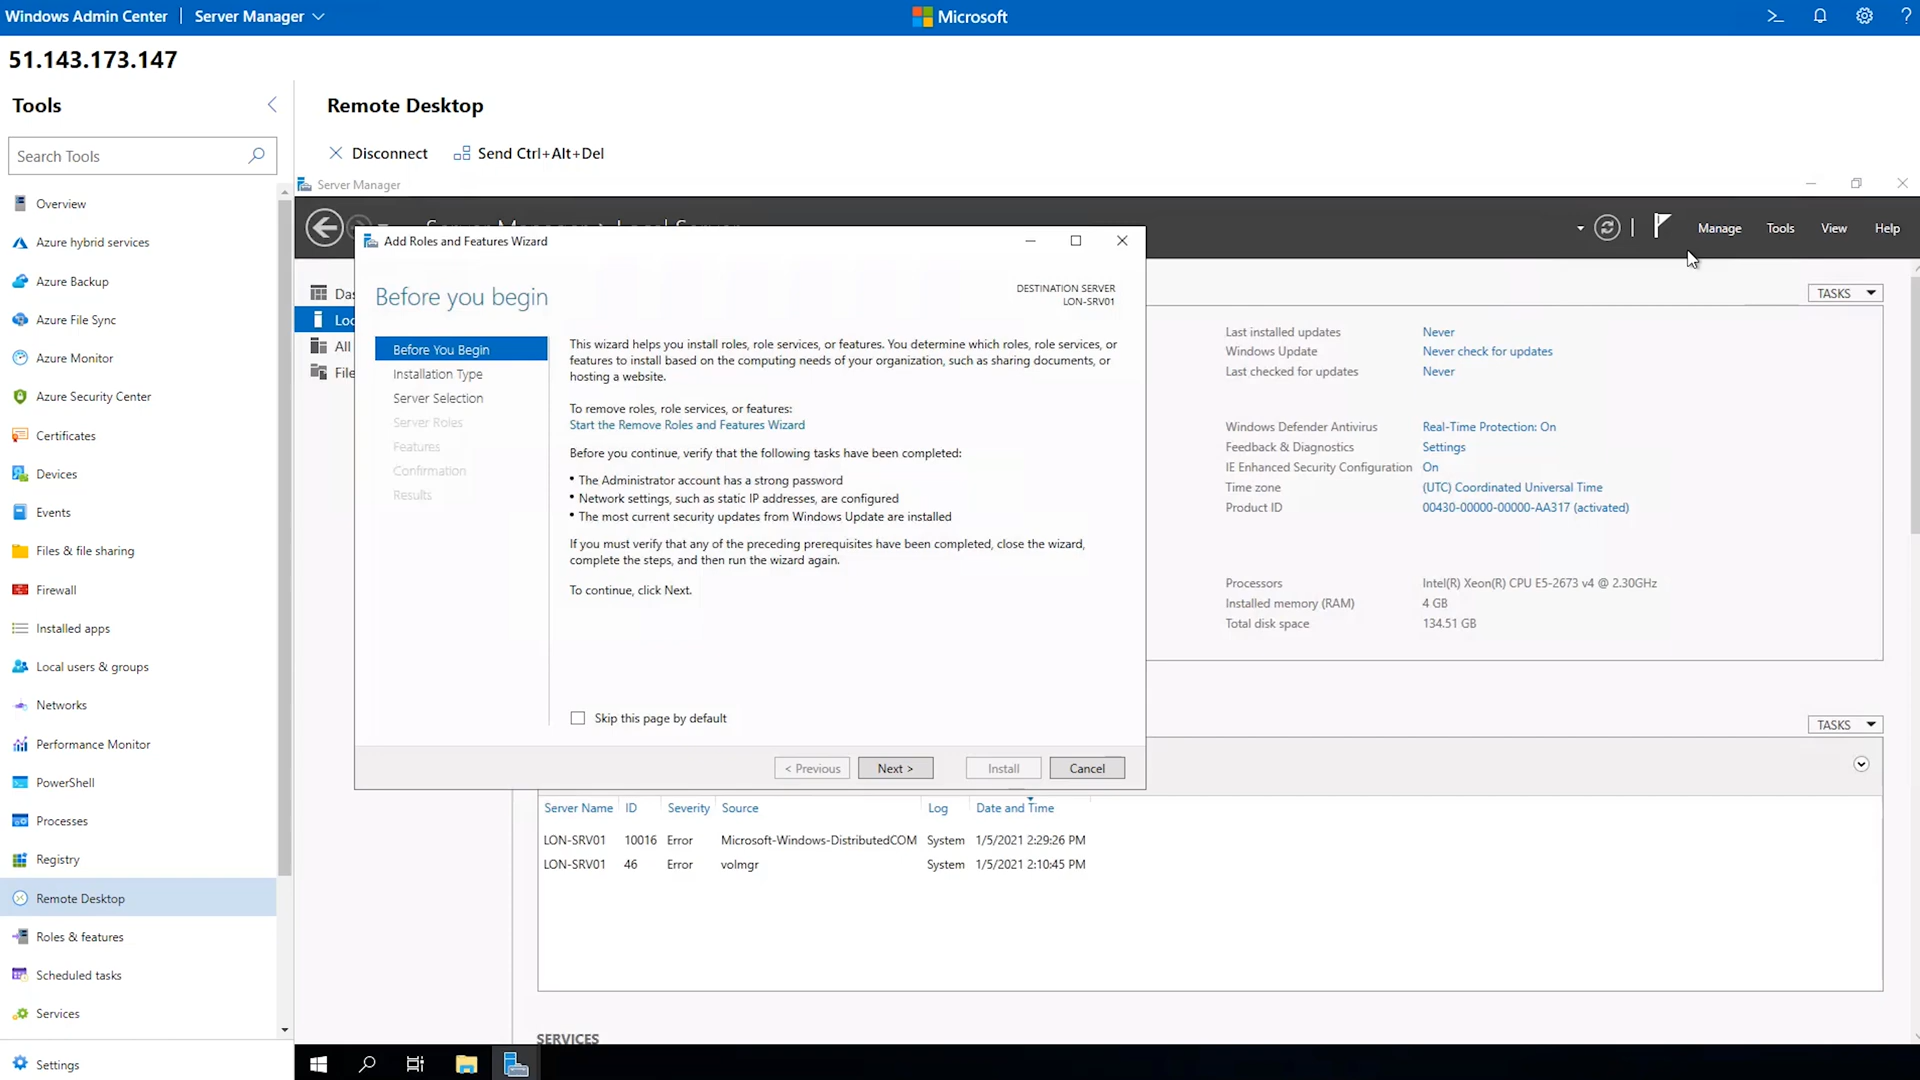 Windows Admin Center
Server Manager
Microsoft
51.143.173.147
Tools
Search Tools
Overview
Azure hybrid services
Azure Backup
Azure File Sync
Azure Monitor
Azure Security Center
Certificates
Devices
Events
Files & file sharing
Firewall
Installed apps
Local users & groups
Networks
Performance Monitor
PowerShell
Processes
Registry
Remote Desktop
Roles & features
Scheduled tasks
Services
Settings
Remote Desktop
Disconnect
Send Ctrl+Alt+Del
Server Manager
Manage Tools View Help
Das
Loc
All
File
Add Roles and Features Wizard
Before you begin
DESTINATION SERVER
LON-SRV01
Before You Begin
Installation Type
Server Selection
Server Roles
Features
Confirmation
Results
This wizard helps you install roles, role services, or features. You determine which roles, role services, or
features to install based on the computing needs of your organization, such as sharing documents, or
hosting a website.
To remove roles, role services, or features:
Start the Remove Roles and Features Wizard
Before you continue, verify that the following tasks have been completed:
• The Administrator account has a strong password
• Network settings, such as static IP addresses, are configured
• The most current security updates from Windows Update are installed
If you must verify that any of the preceding prerequisites have been completed, close the wizard,
complete the steps, and then run the wizard again.
To continue, click Next.
Skip this page by default
< Previous Next > Install Cancel
TASKS
Last installed updates Never
Windows Update Never check for updates
Last checked for updates Never
Windows Defender Antivirus Real-Time Protection: On
Feedback & Diagnostics Settings
IE Enhanced Security Configuration On
Time zone (UTC) Coordinated Universal Time
Product ID 00430-00000-00000-AA317 (activated)
Processors Intel(R) Xeon(R) CPU E5-2673 v4 @ 2.30GHz
Installed memory (RAM) 4 GB
Total disk space 134.51 GB
TASKS
Server Name ID Severity Source Log Date and Time
LON-SRV01 10016 Error Microsoft-Windows-DistributedCOM System 1/5/2021 2:29:26 PM
LON-SRV01 46 Error volmgr System 1/5/2021 2:10:45 PM
SERVICES